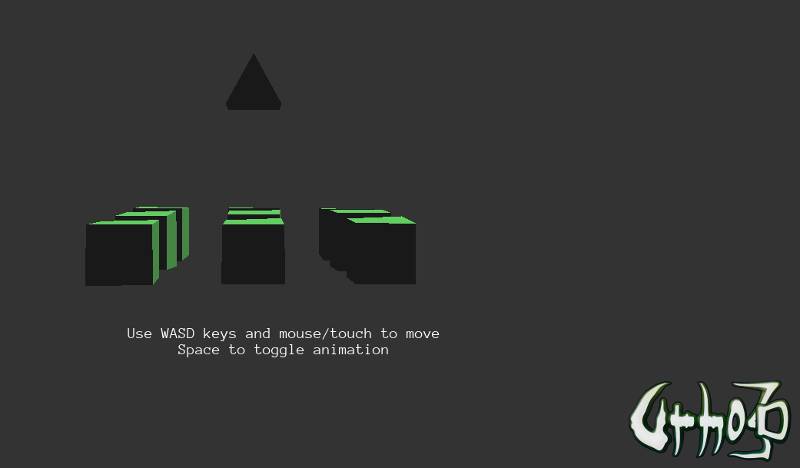 Use WASD keys and mouse/touch to move
Space to toggle animation